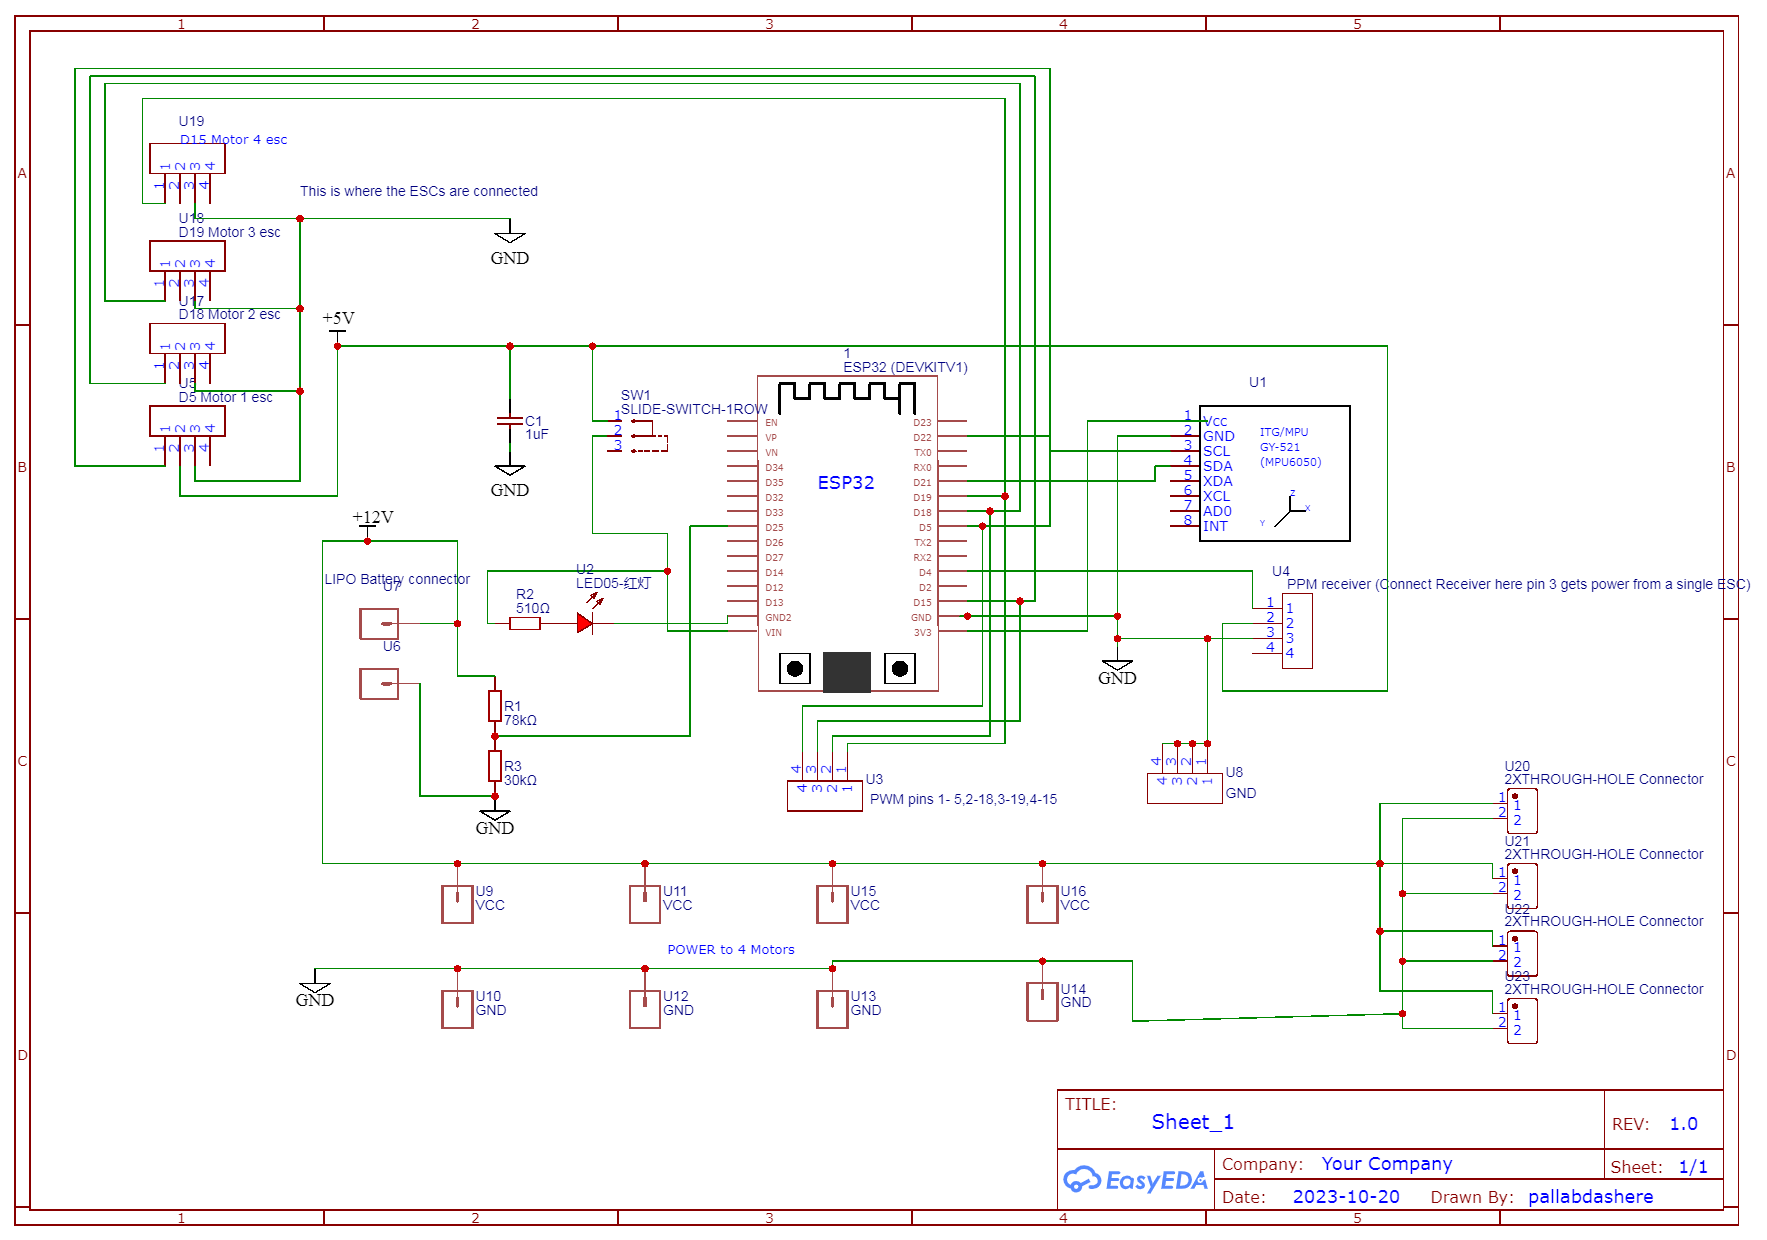 1 2 3 4 5
A
B
C
D
A
B
C
D
U19
D15 Motor 4 esc
1 2 3 4
1 2 3 4
This is where the ESCs are connected
U18
D19 Motor 3 esc
1 2 3 4
1 2 3 4
GND
U17
D18 Motor 2 esc
1 2 3 4
1 2 3 4
U5
D5 Motor 1 esc
1 2 3 4
1 2 3 4
+5V
C1
1uF
GND
SW1
SLIDE-SWITCH-1ROW
1
2
3
1
ESP32 (DEVKITV1)
ESP32
EN
VP
VN
D34
D35
D32
D33
D25
D26
D27
D14
D12
D13
GND2
VIN
D23
D22
TX0
RX0
D21
D19
D18
D5
TX2
RX2
D4
D2
D15
GND
3V3
U1
1 Vcc
2 GND
3 SCL
4 SDA
5 XDA
6 XCL
7 AD0
8 INT
ITG/MPU
GY-521
(MPU6050)
Z
X
Y
+12V
LIPO Battery connector
U7
U6
U2
LED05-红灯
R2
510Ω
R1
78kΩ
R3
30kΩ
GND
U4
PPM receiver (Connect Receiver here pin 3 gets power from a single ESC)
1 1
2 2
3 3
4 4
GND
4 3 2 1
4 3 2 1
U3
PWM pins 1- 5,2-18,3-19,4-15
4 3 2 1
4 3 2 1
U8
GND
U20
2XTHROUGH-HOLE Connector
1 1
2 2
U21
2XTHROUGH-HOLE Connector
1 1
2 2
U22
2XTHROUGH-HOLE Connector
1 1
2 2
U23
2XTHROUGH-HOLE Connector
1 1
2 2
U9
VCC
U11
VCC
U15
VCC
U16
VCC
POWER to 4 Motors
GND
U10
GND
U12
GND
U13
GND
U14
GND
TITLE:
Sheet_1
REV: 1.0
EasyEDA
Company: Your Company
Sheet: 1/1
Date: 2023-10-20 Drawn By: pallabdashere
1 2 3 4 5